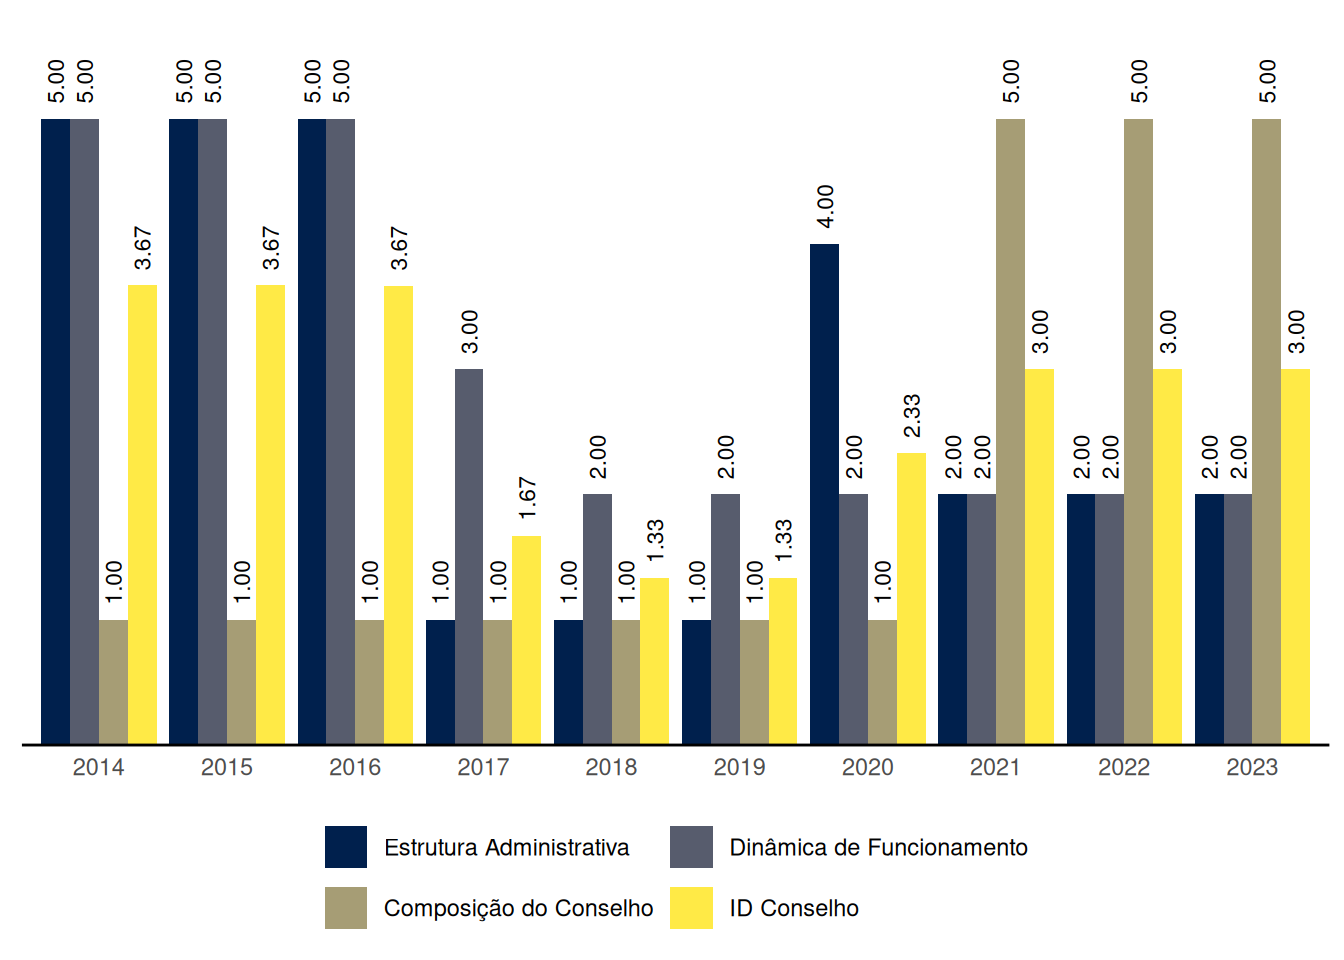 5.00 5.00 1.00 3.67 5.00 5.00 1.00 3.67 5.00 5.00 1.00 3.67 1.00 3.00 1.00 1.67 1.00 2.00 1.00 1.33 1.00 2.00 1.00 1.33 4.00 2.00 1.00 2.33 2.00 2.00 5.00 3.00 2.00 2.00 5.00 3.00 2.00 2.00 5.00 3.00
2014 2015 2016 2017 2018 2019 2020 2021 2022 2023
Estrutura Administrativa Dinâmica de Funcionamento
Composição do Conselho ID Conselho